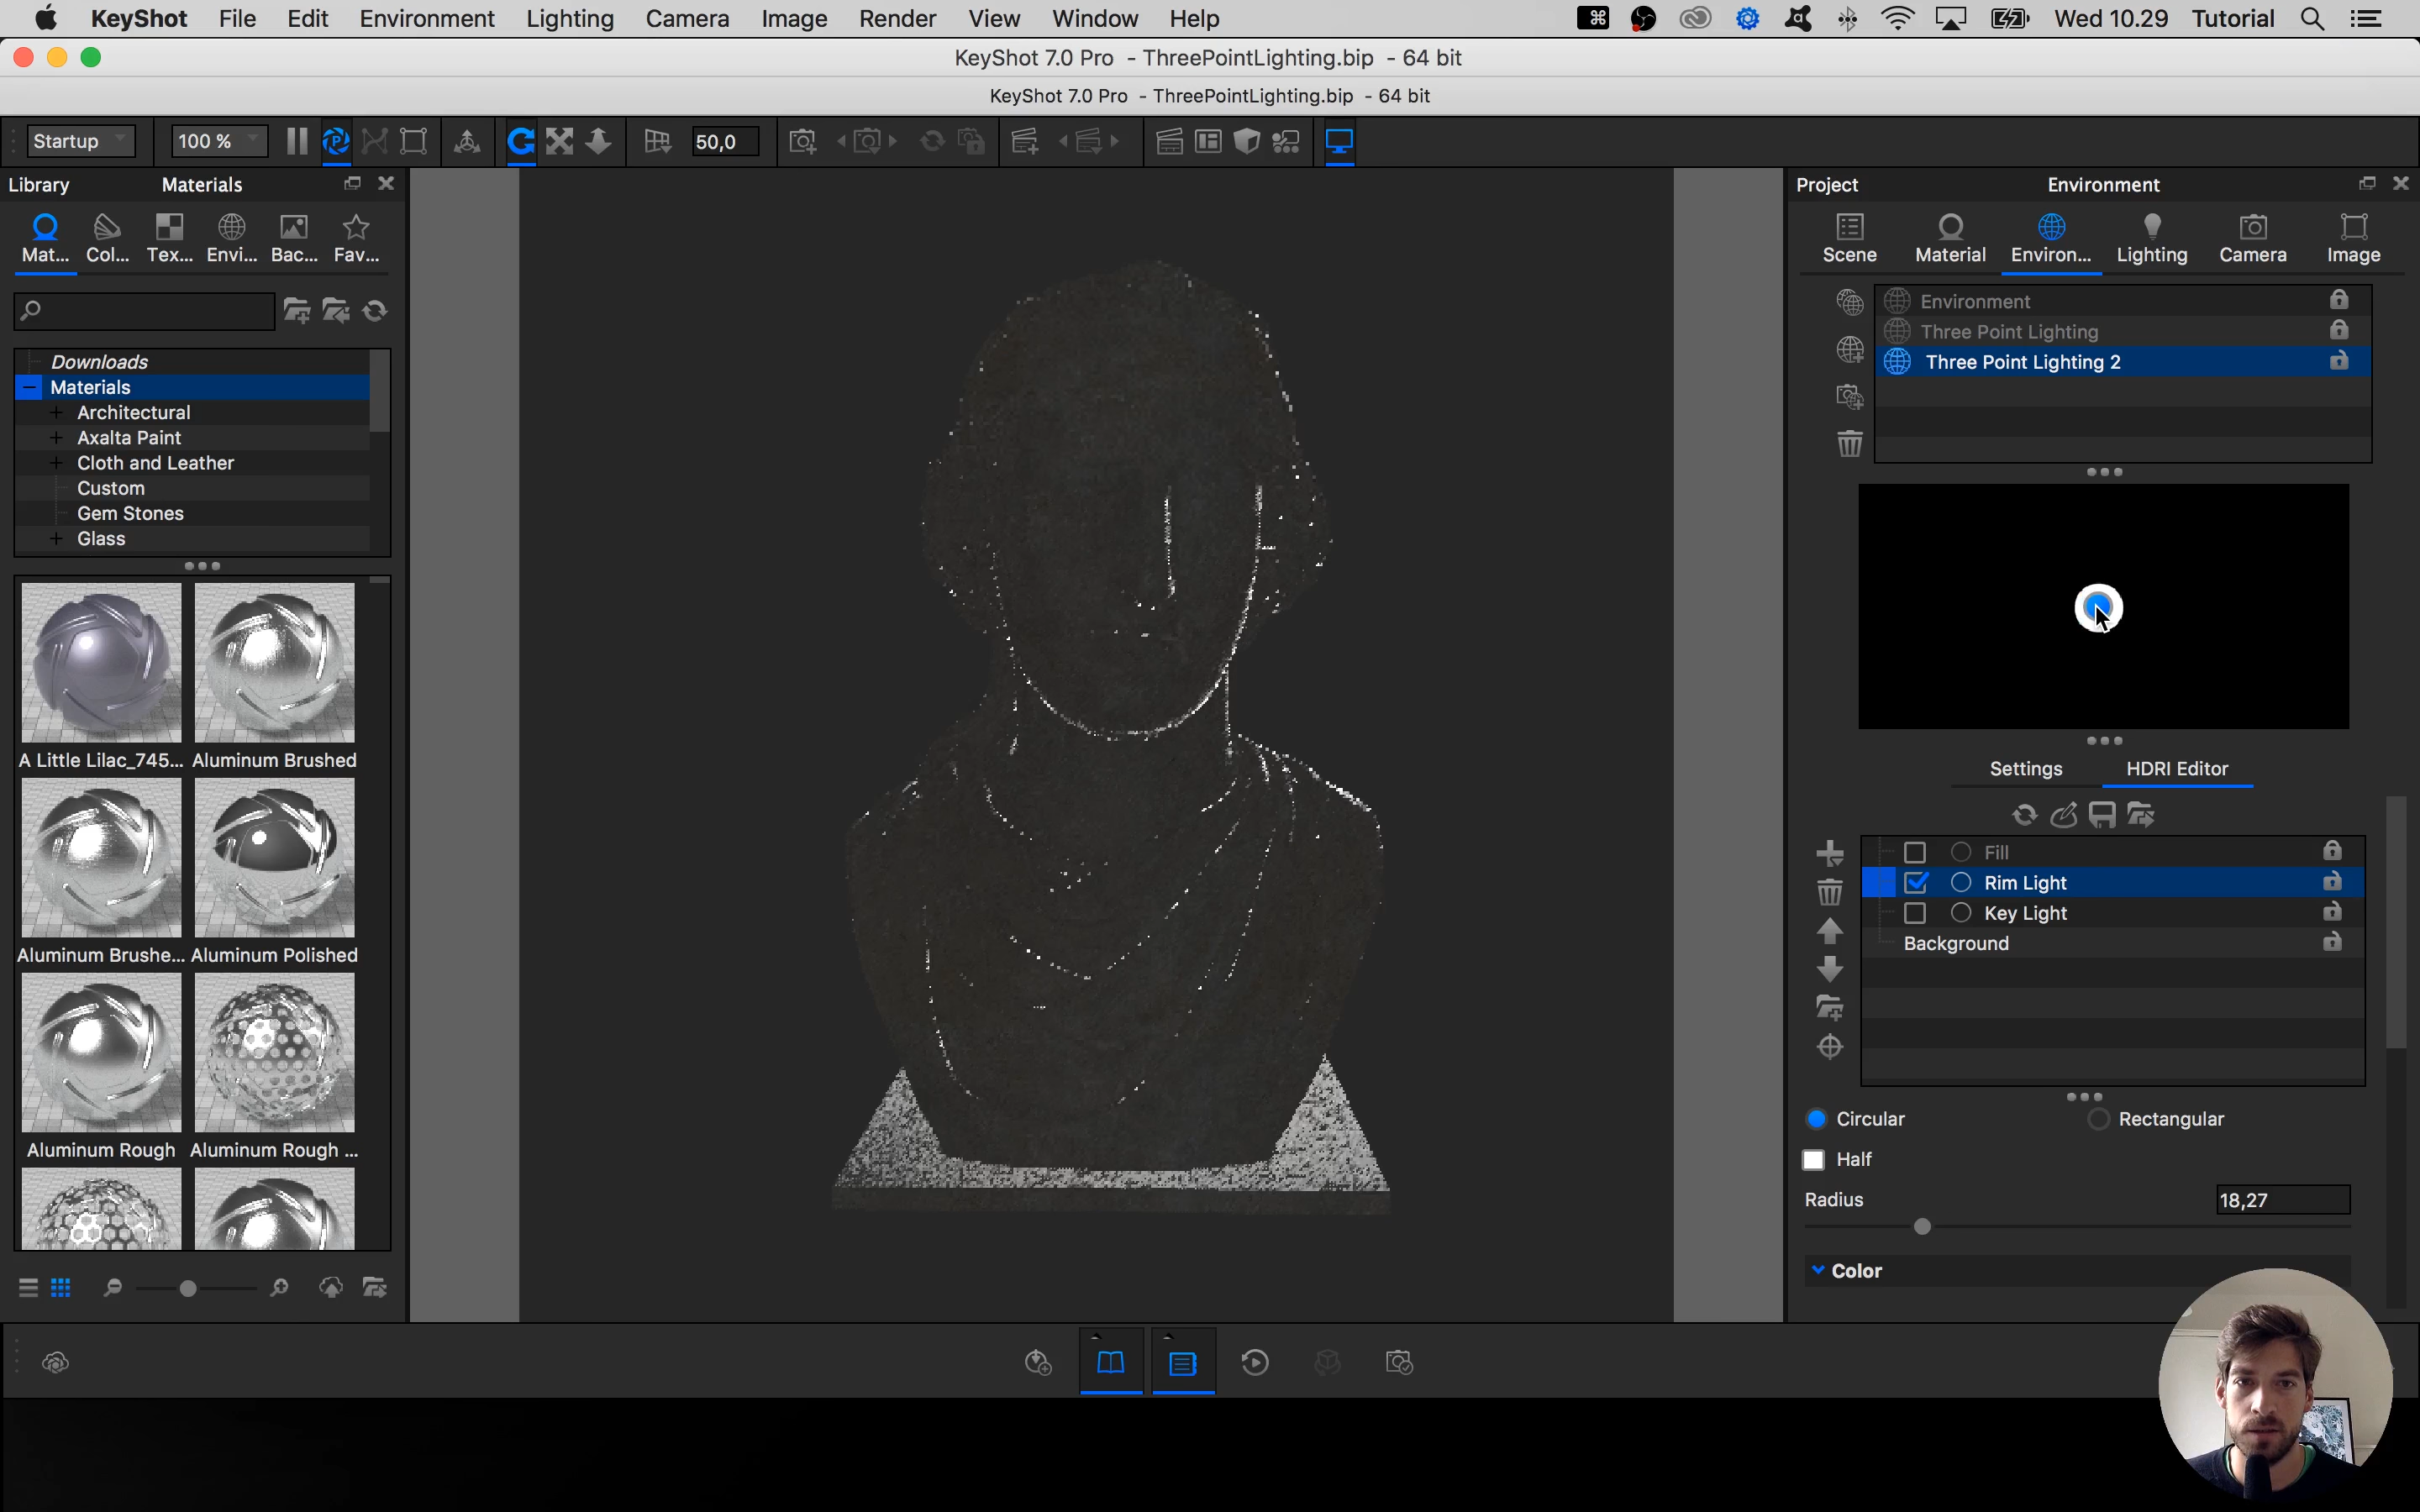 KeyShot File Edit Environment Lighting Camera Image Render View Window Help Wed 10.29 Tutorial
KeyShot 7.0 Pro - ThreePointLighting.bip - 64 bit
KeyShot 7.0 Pro - ThreePointLighting.bip - 64 bit
Startup 100 % 50,0
Library Materials
Mat... Col... Tex... Envi... Bac... Fav...
Downloads
Materials
Architectural
Axalta Paint
Cloth and Leather
Custom
Gem Stones
Glass
A Little Lilac_745... Aluminum Brushed
Aluminum Brushe... Aluminum Polished
Aluminum Rough Aluminum Rough ...
Project Environment
Scene Material Environ... Lighting Camera Image
Environment
Three Point Lighting
Three Point Lighting 2
Settings HDRI Editor
Fill
Rim Light
Key Light
Background
Circular Rectangular
Half
Radius 18,27
Color